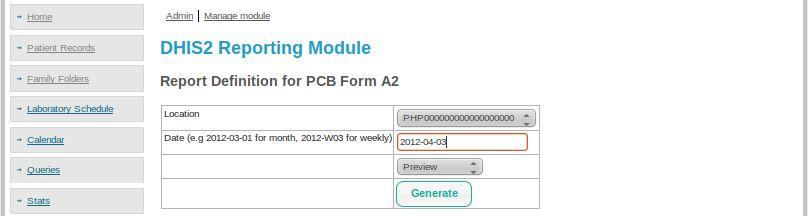 Home
Patient Records
Family Folders
Laboratory Schedule
Calendar
Queries
Stats
Admin | Manage module
DHIS2 Reporting Module
Report Definition for PCB Form A2
Location PHP000000000000000000
Date (e.g 2012-03-01 for month, 2012-W03 for weekly) 2012-04-03
Preview
Generate